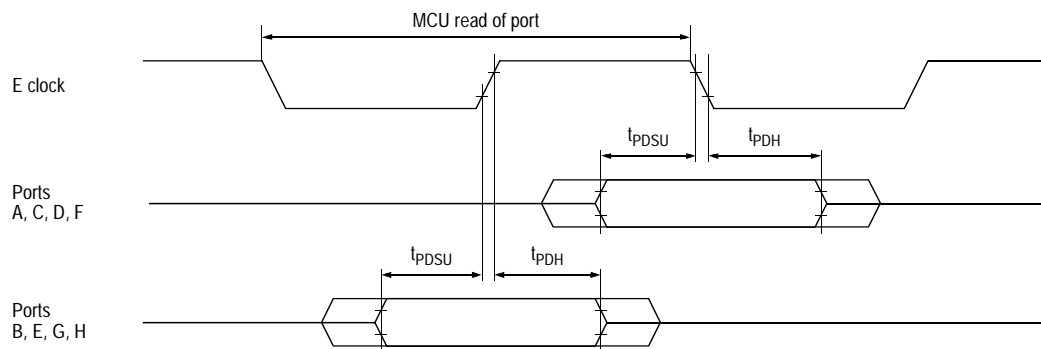 MCU read of port
E clock
tPDSU
tPDH
Ports
A, C, D, F
tPDSU
tPDH
Ports
B, E, G, H